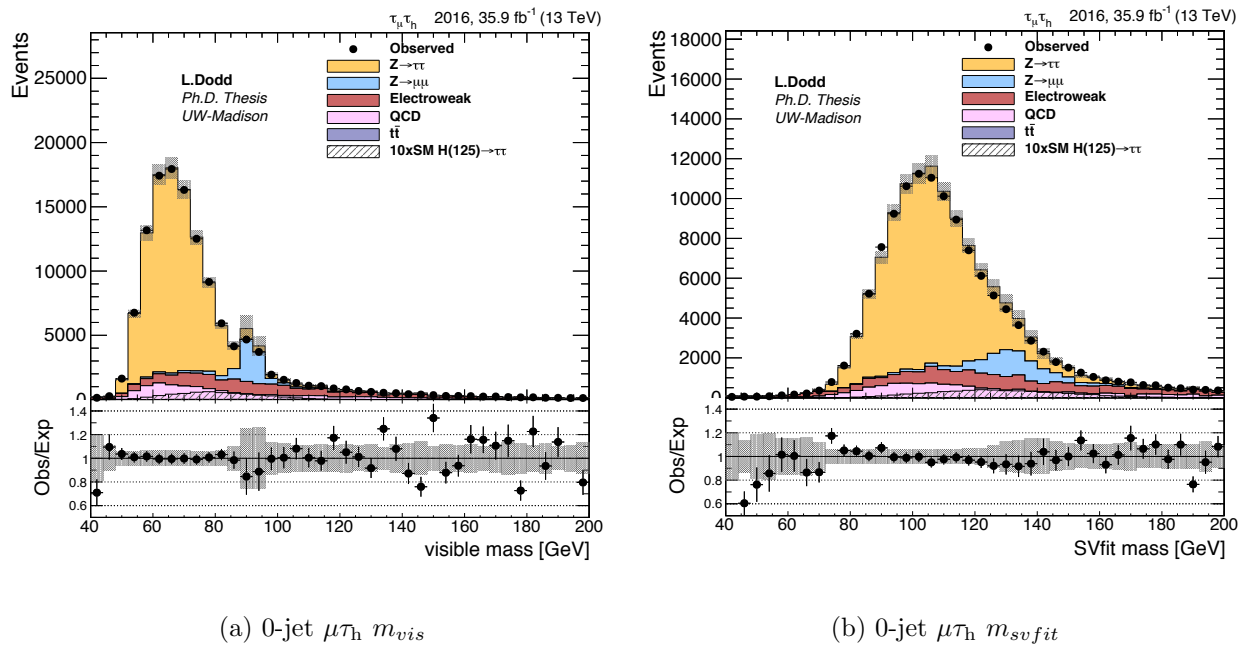 τμτh 2016, 35.9 fb⁻¹ (13 TeV)
Events
25000
20000
15000
10000
5000
0
L.Dodd
Ph.D. Thesis
UW-Madison
Observed
Z→ττ
Z→μμ
Electroweak
QCD
tt̄
10xSM H(125)→ττ
Obs/Exp
1.4
1.2
1
0.8
0.6
40 60 80 100 120 140 160 180 200
visible mass [GeV]
τμτh 2016, 35.9 fb⁻¹ (13 TeV)
Events
18000
16000
14000
12000
10000
8000
6000
4000
2000
0
L.Dodd
Ph.D. Thesis
UW-Madison
Observed
Z→ττ
Z→μμ
Electroweak
QCD
tt̄
10xSM H(125)→ττ
Obs/Exp
1.4
1.2
1
0.8
0.6
40 60 80 100 120 140 160 180 200
SVfit mass [GeV]
(a) 0-jet μτh mvis
(b) 0-jet μτh msvfit